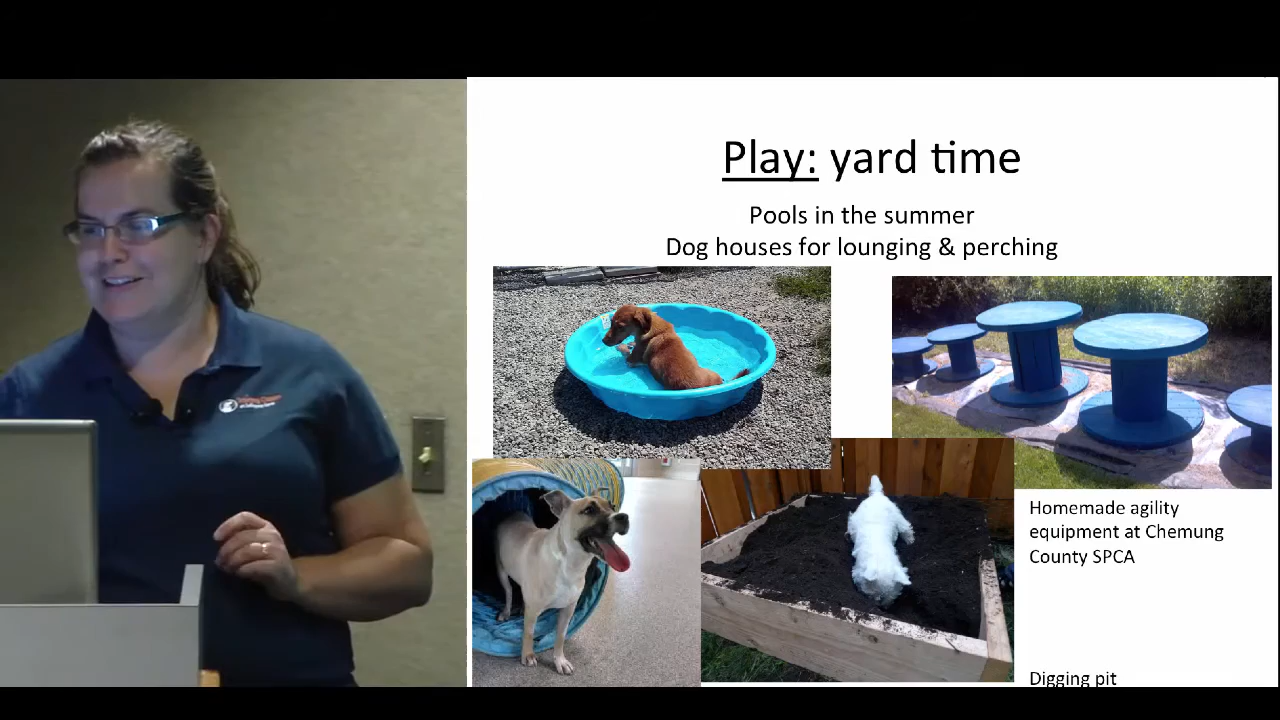 Play: yard time
Pools in the summer
Dog houses for lounging & perching
Homemade agility
equipment at Chemung
County SPCA
Digging pit